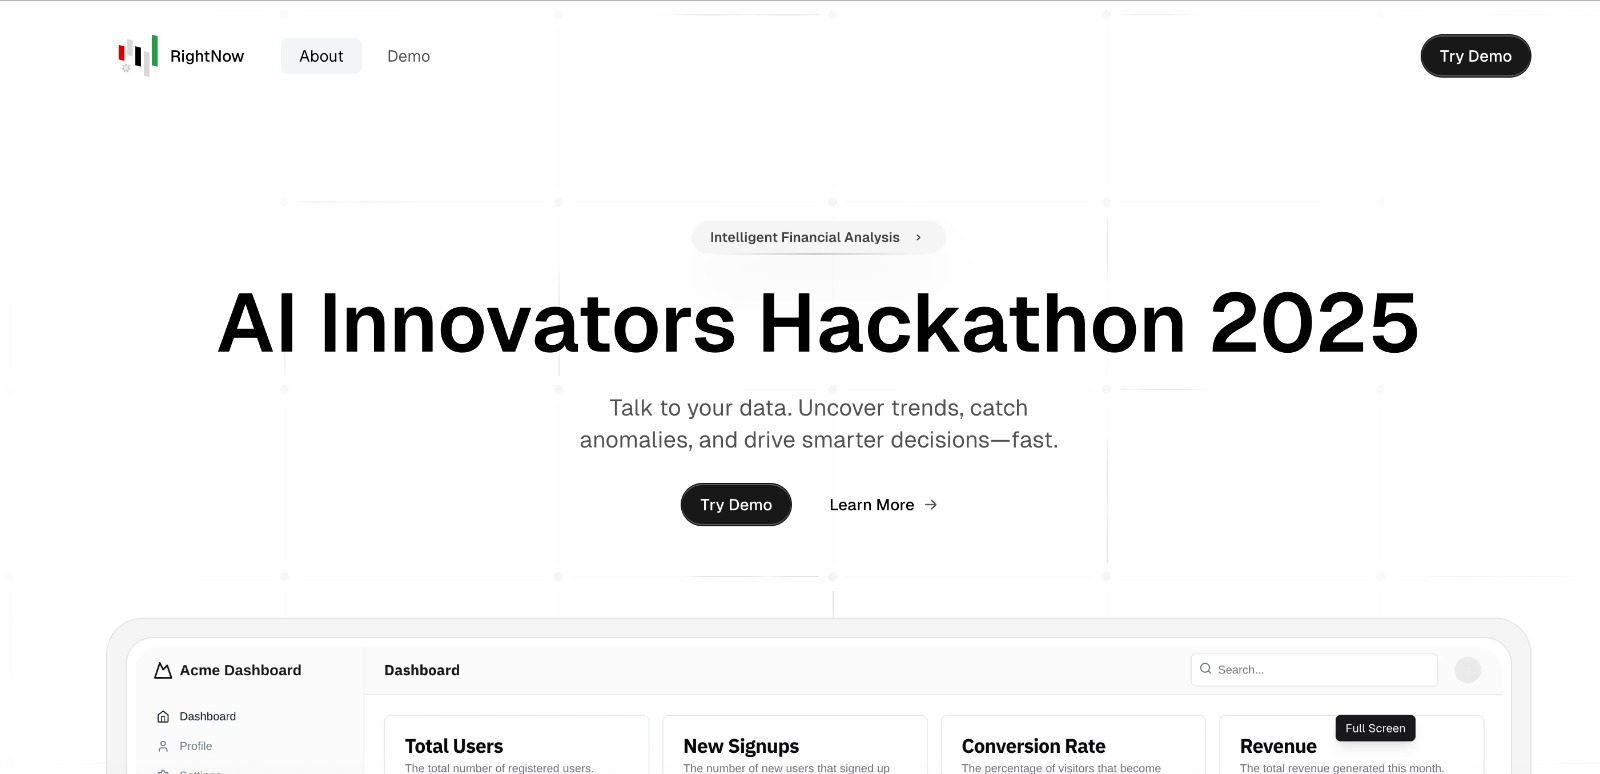 RightNow
About
Demo
Try Demo
Intelligent Financial Analysis
AI Innovators Hackathon 2025
Talk to your data. Uncover trends, catch
anomalies, and drive smarter decisions—fast.
Try Demo
Learn More
Acme Dashboard
Dashboard
Search...
Dashboard
Profile
Settings
Total Users
The total number of registered users.
New Signups
The number of new users that signed up
Conversion Rate
The percentage of visitors that become
Full Screen
Revenue
The total revenue generated this month.